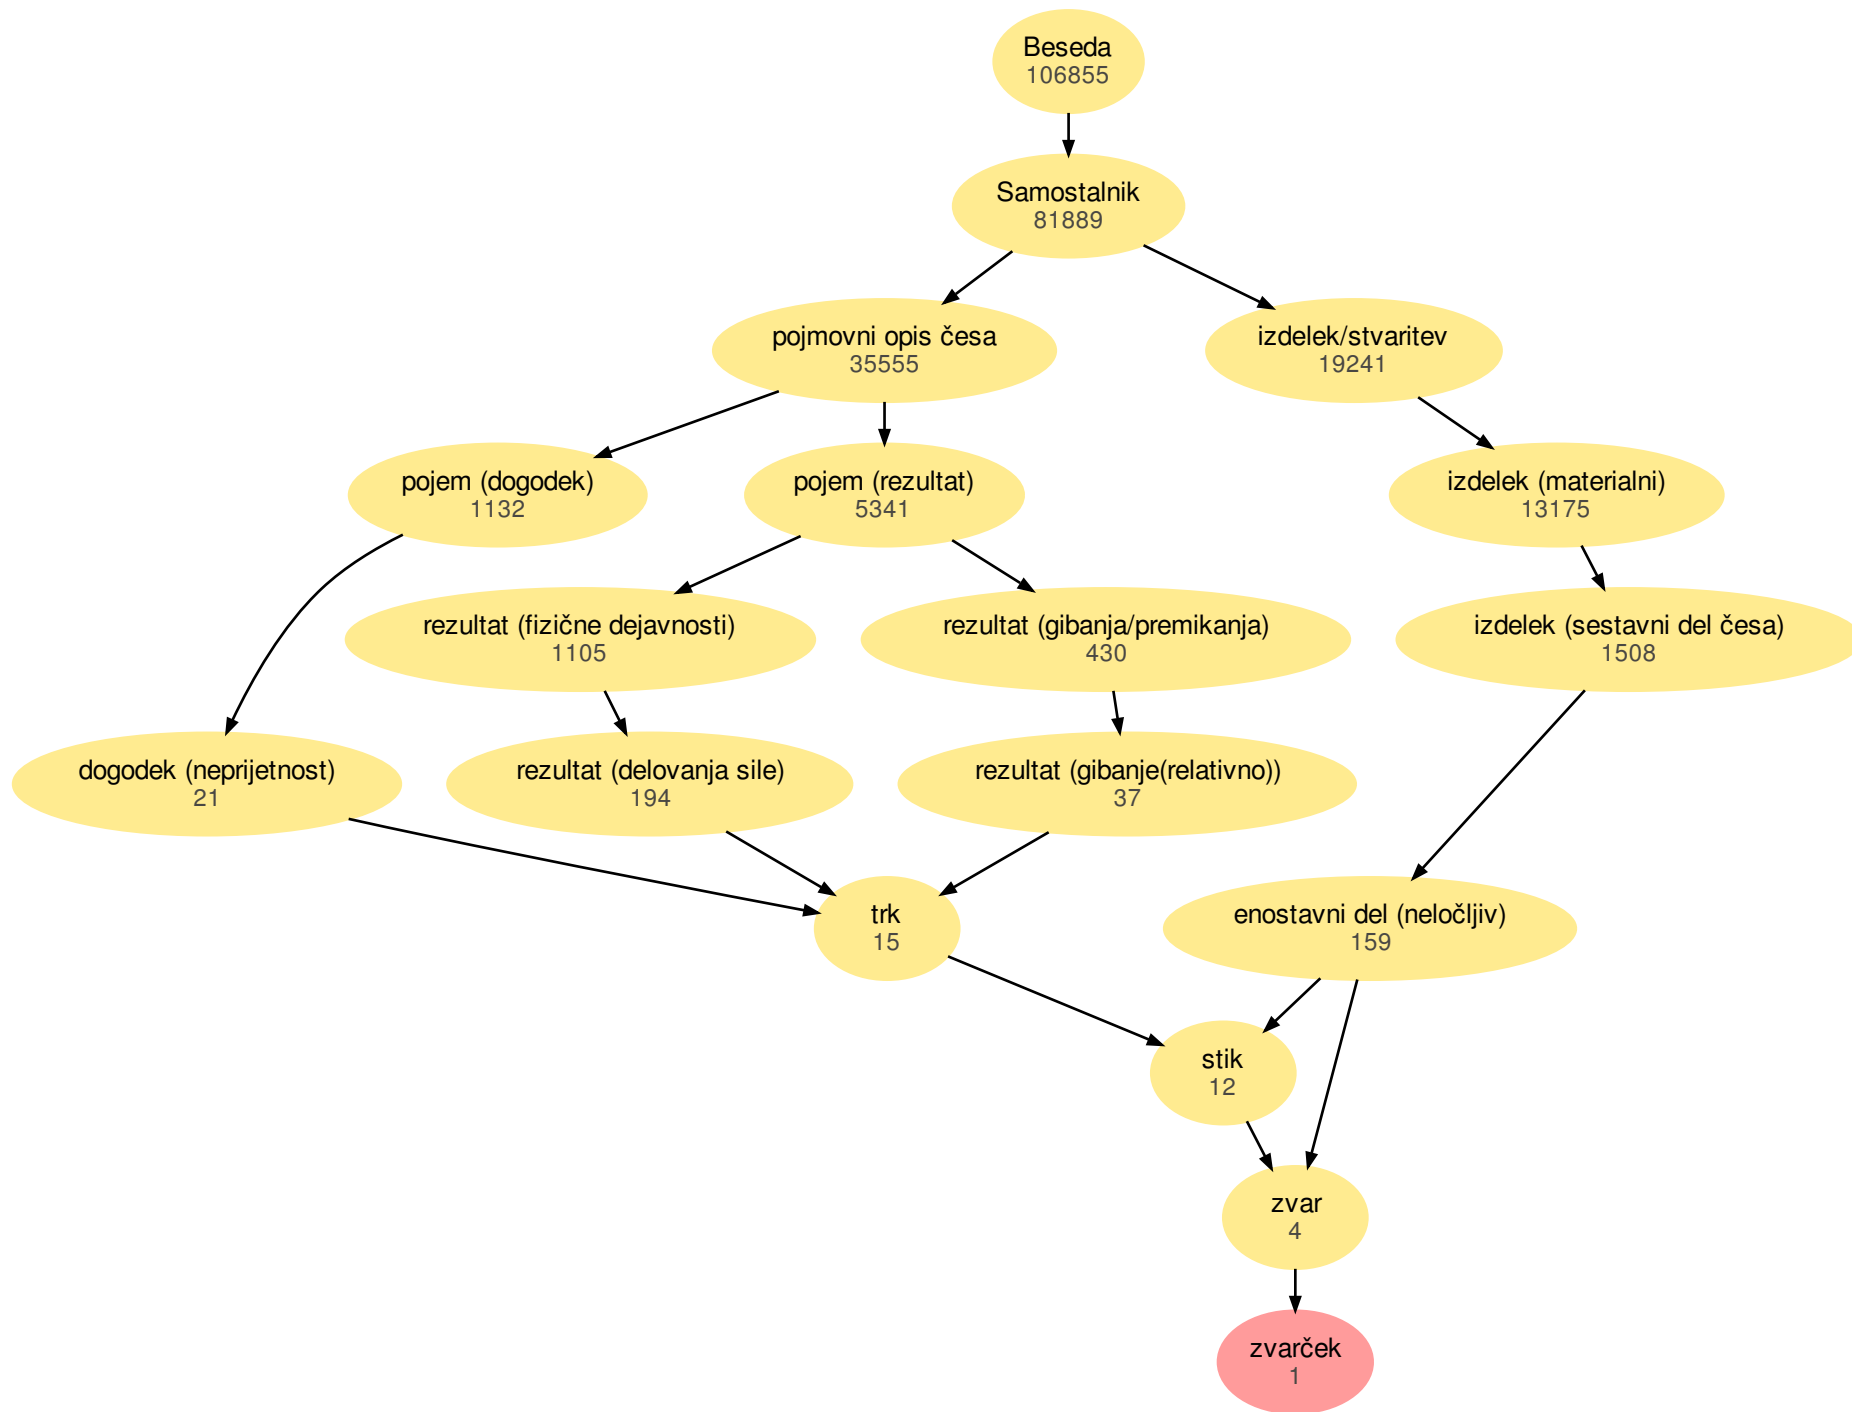 Beseda
106855
Samostalnik
81889
pojmovni opis česa
35555
izdelek/stvaritev
19241
pojem (dogodek)
1132
pojem (rezultat)
5341
izdelek (materialni)
13175
rezultat (fizične dejavnosti)
1105
rezultat (gibanja/premikanja)
430
izdelek (sestavni del česa)
1508
dogodek (neprijetnost)
21
rezultat (delovanja sile)
194
rezultat (gibanje(relativno))
37
trk
15
enostavni del (neločljiv)
159
stik
12
zvar
4
zvarček
1